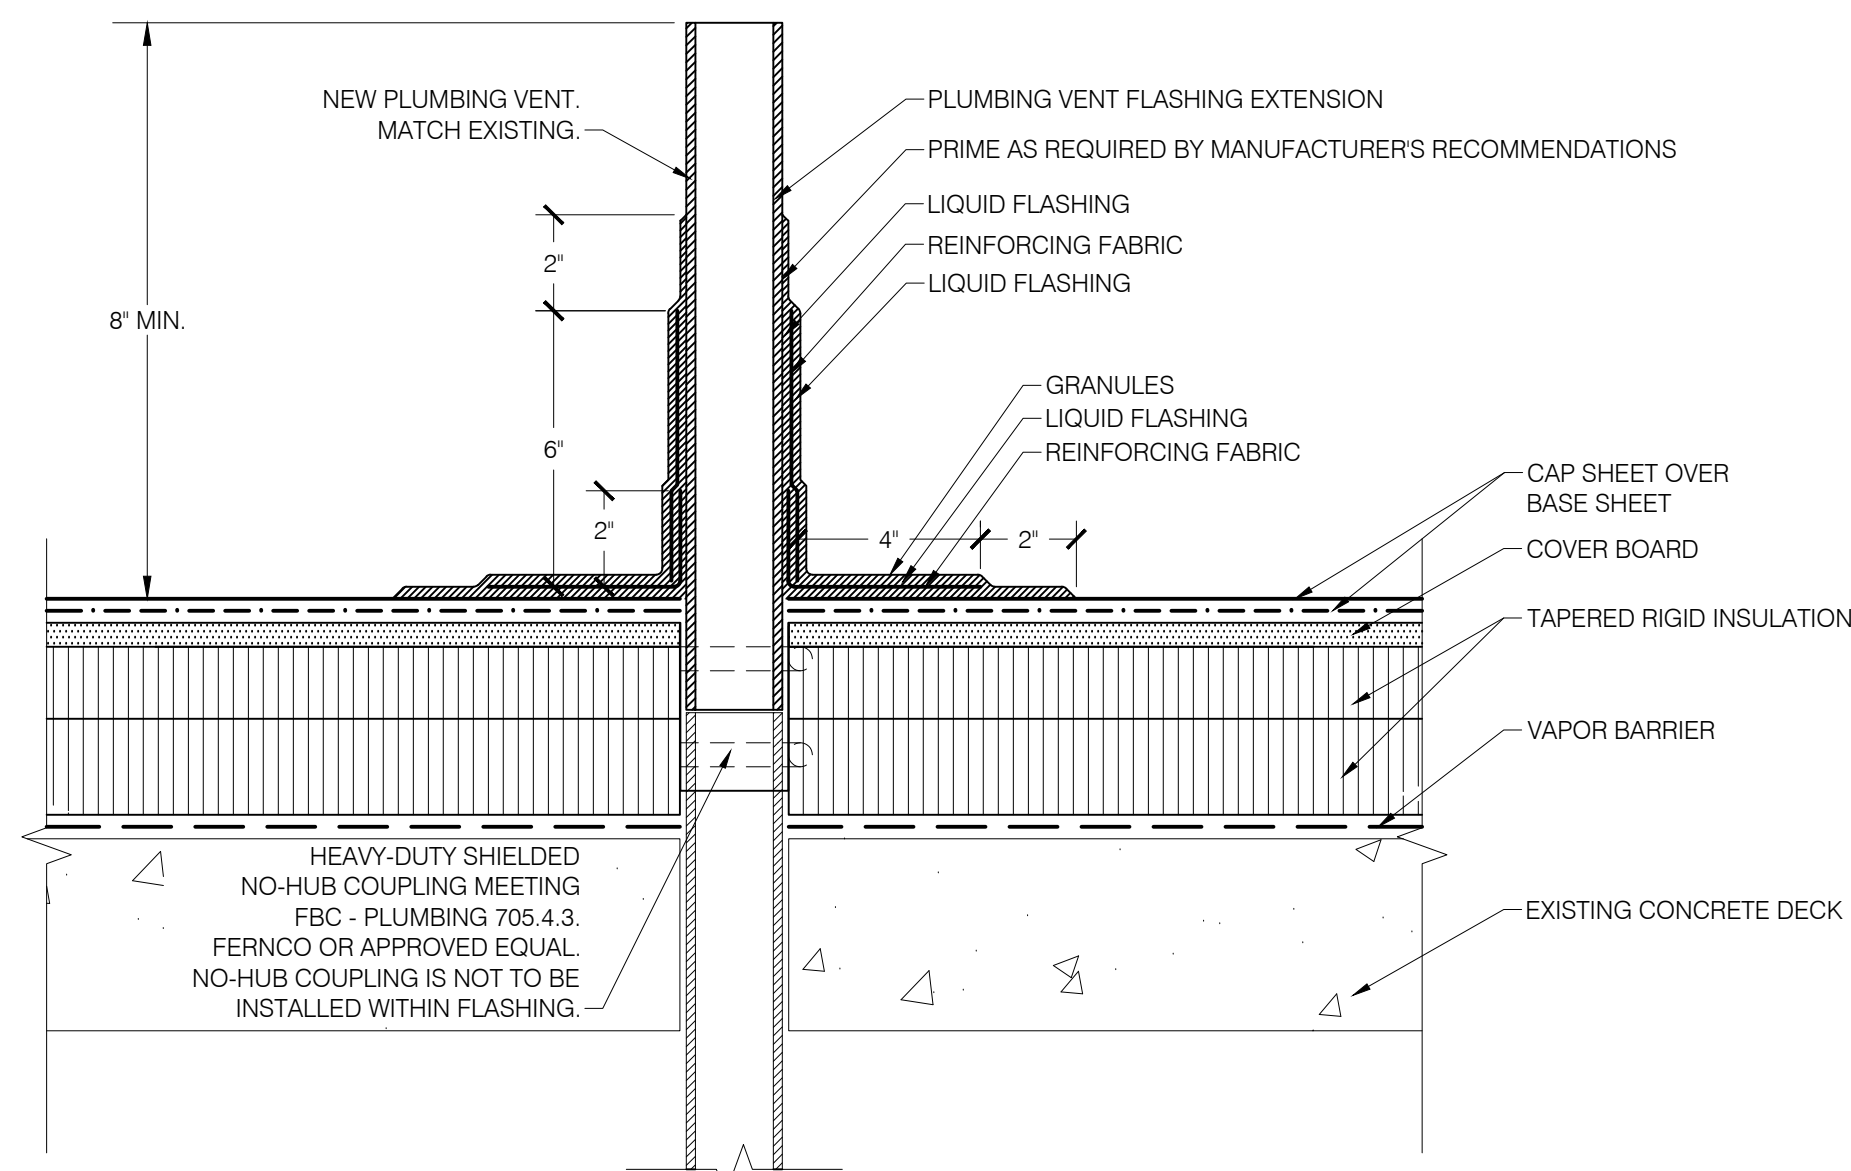 NEW PLUMBING VENT.
MATCH EXISTING.
PLUMBING VENT FLASHING EXTENSION
PRIME AS REQUIRED BY MANUFACTURER'S RECOMMENDATIONS
LIQUID FLASHING
REINFORCING FABRIC
LIQUID FLASHING
2"
8" MIN.
6"
2"
GRANULES
LIQUID FLASHING
REINFORCING FABRIC
4"
2"
CAP SHEET OVER
BASE SHEET
COVER BOARD
TAPERED RIGID INSULATION
VAPOR BARRIER
HEAVY-DUTY SHIELDED
NO-HUB COUPLING MEETING
FBC - PLUMBING 705.4.3.
FERNCO OR APPROVED EQUAL.
NO-HUB COUPLING IS NOT TO BE
INSTALLED WITHIN FLASHING.
EXISTING CONCRETE DECK